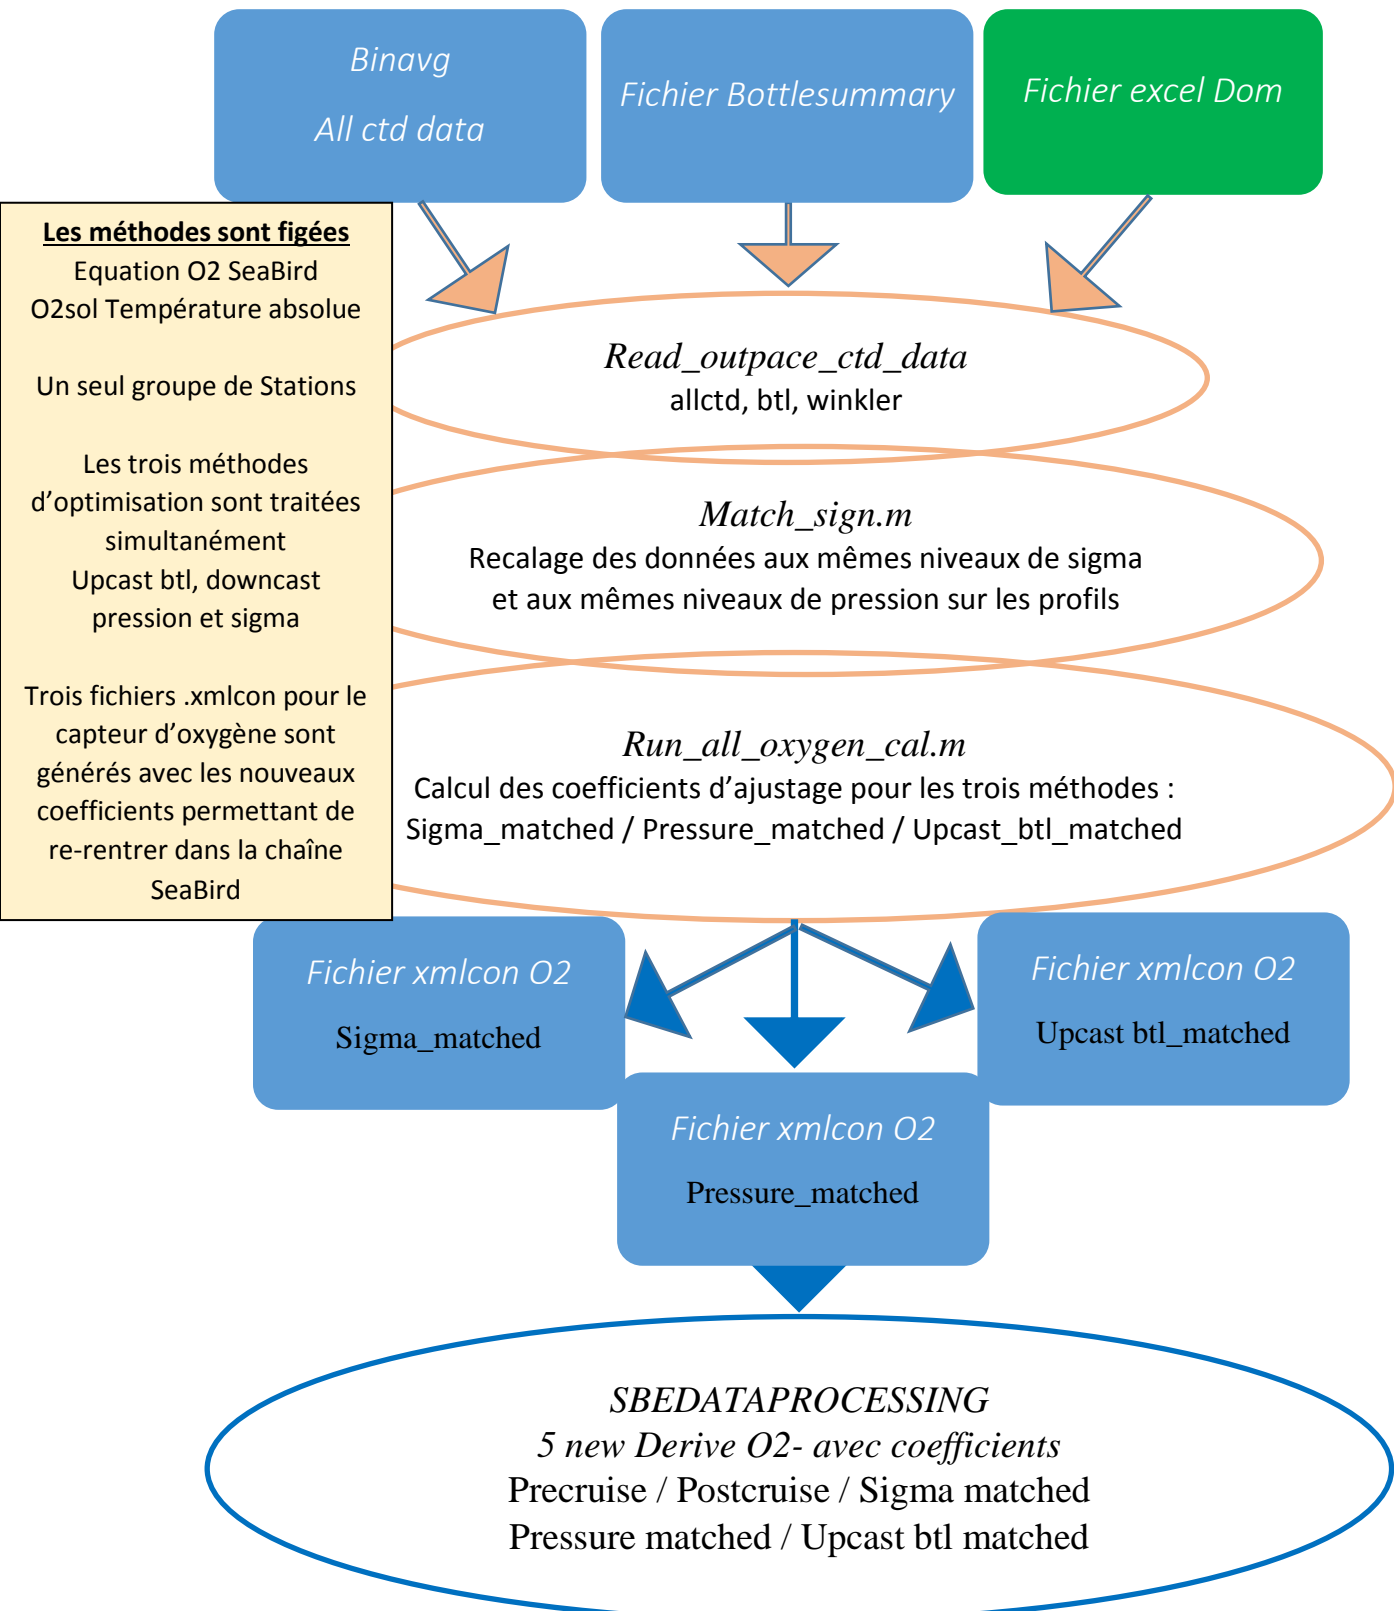 Binavg
All ctd data
Fichier Bottlesummary
Fichier excel Dom
Les méthodes sont figées
Equation O2 SeaBird
O2sol Température absolue
Un seul groupe de Stations
Les trois méthodes
d’optimisation sont traitées
simultanément
Upcast btl, downcast
pression et sigma
Trois fichiers .xmlcon pour le
capteur d’oxygène sont
générés avec les nouveaux
coefficients permettant de
re-rentrer dans la chaîne
SeaBird
Read_outpace_ctd_data
allctd, btl, winkler
Match_sign.m
Recalage des données aux mêmes niveaux de sigma
et aux mêmes niveaux de pression sur les profils
Run_all_oxygen_cal.m
Calcul des coefficients d’ajustage pour les trois méthodes :
Sigma_matched / Pressure_matched / Upcast_btl_matched
Fichier xmlcon O2
Sigma_matched
Fichier xmlcon O2
Upcast btl_matched
Fichier xmlcon O2
Pressure_matched
SBEDATAPROCESSING
5 new Derive O2- avec coefficients
Precruise / Postcruise / Sigma matched
Pressure matched / Upcast btl matched